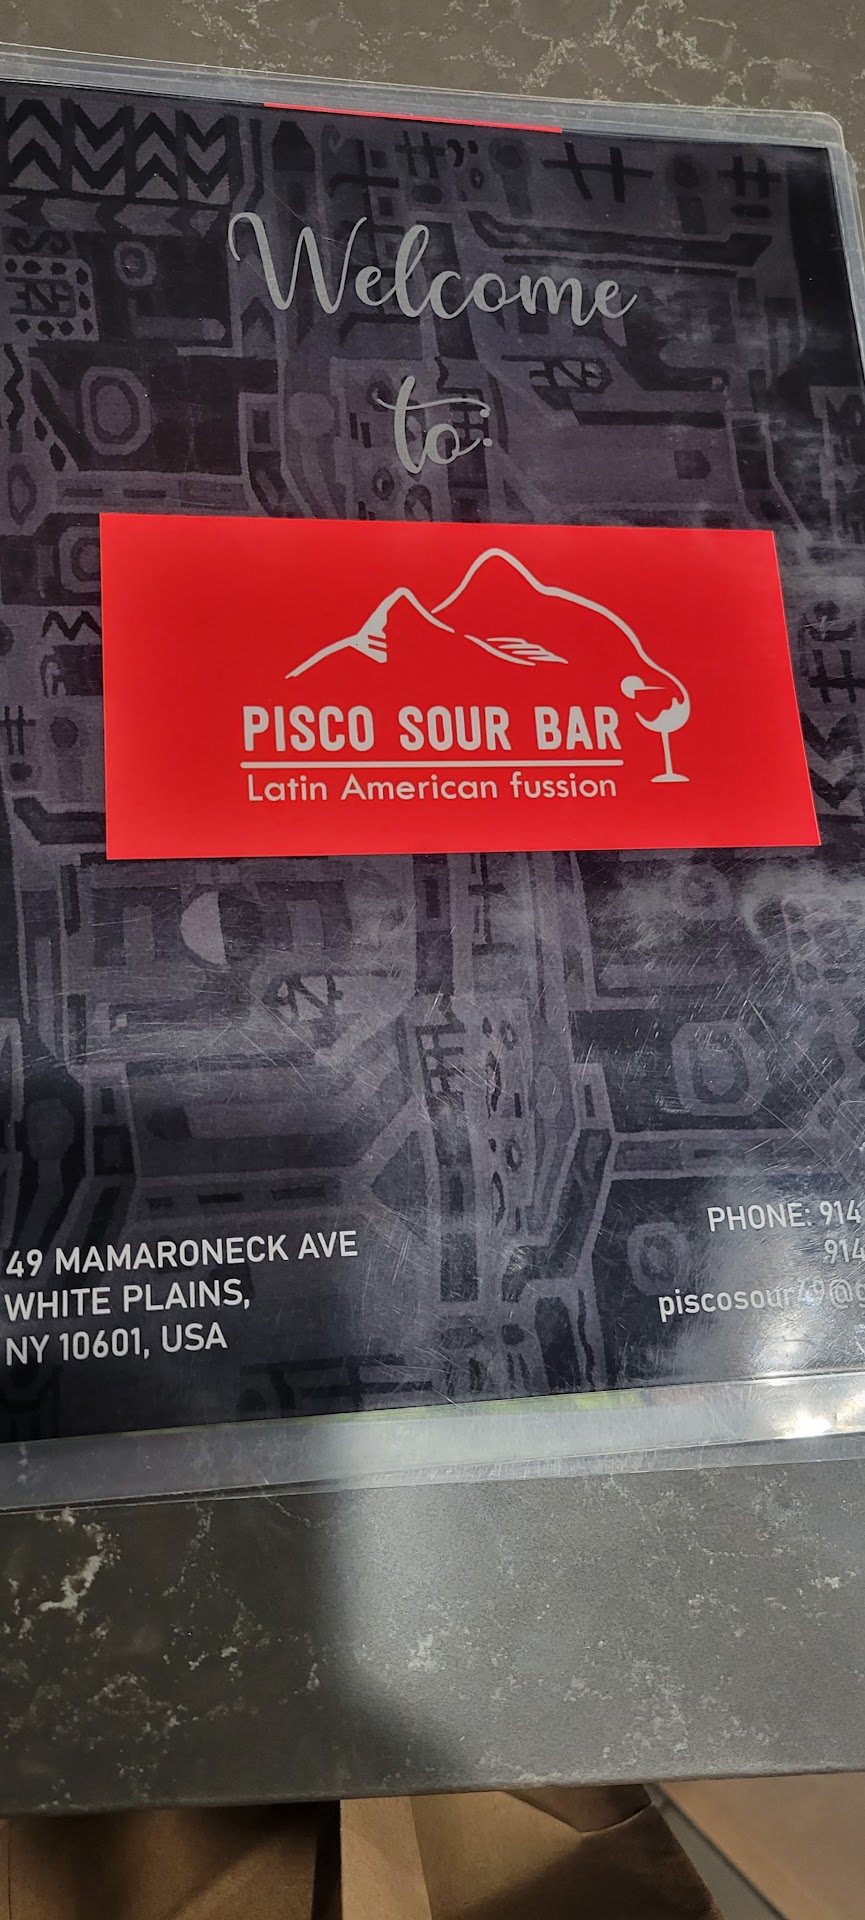 Welcome
to:
PISCO SOUR BAR
Latin American fussion
49 MAMARONECK AVE
WHITE PLAINS,
NY 10601, USA
PHONE: 914
914
piscosour49@